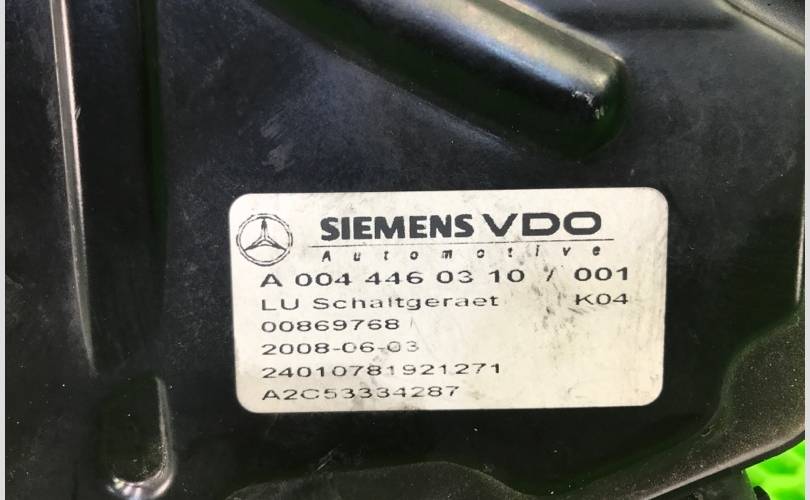 SIEMENS VDO
Automotive
A 004 446 03 10 / 001
LU Schaltgeraet K04
00869768
2008-06-03
24010781921271
A2C53334287